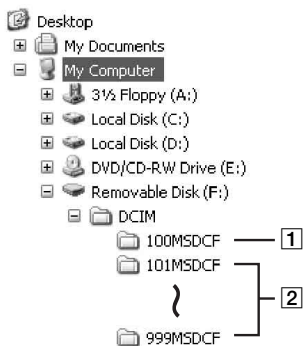 Desktop
My Documents
My Computer
3½ Floppy (A:)
Local Disk (C:)
Local Disk (D:)
DVD/CD-RW Drive (E:)
Removable Disk (F:)
DCIM
100MSDCF 1
101MSDCF
2
999MSDCF